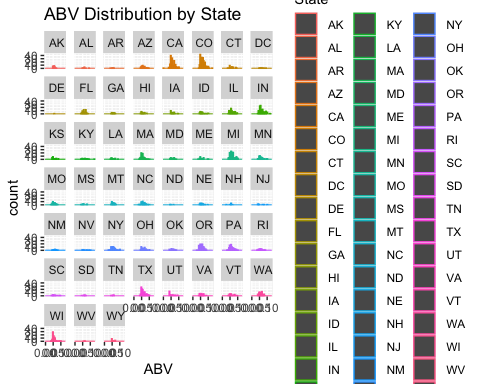 ABV Distribution by State
AK AL AR AZ CA CO CT DC
DE FL GA HI IA ID IL IN
KS KY LA MA MD ME MI MN
MO MS MT NC ND NE NH NJ
NM NV NY OH OK OR PA RI
SC SD TN TX UT VA VT WA
WI WV WY
count
ABV
State
AK KY NY
AL LA OH
AR MA OK
AZ MD OR
CA ME PA
CO MI RI
CT MN SC
DC MO SD
DE MS TN
FL MT TX
GA NC UT
HI ND VA
IA NE VT
ID NH WA
IL NJ WI
IN NM WV